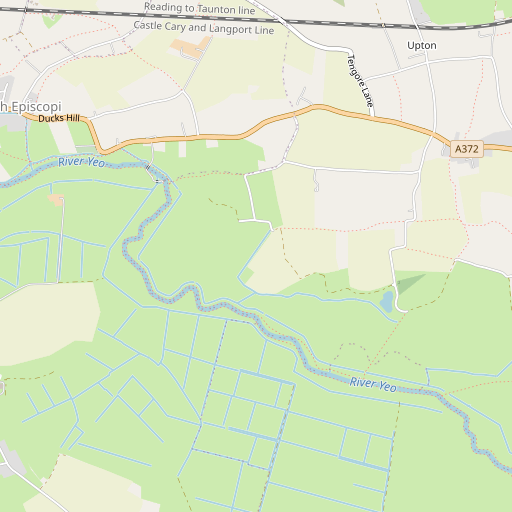 Reading to Taunton line
Castle Cary and Langport Line
Upton
Tengore Lane
h Episcopi
Ducks Hill
A372
River Yeo
River Yeo